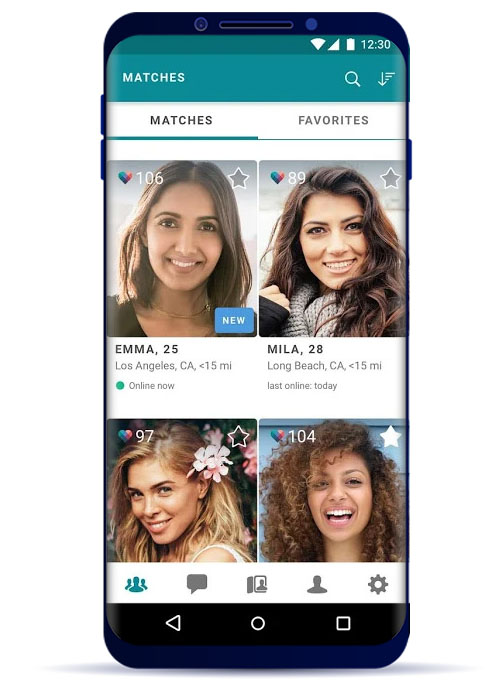 12:30
MATCHES
MATCHES FAVORITES
106 89
NEW
EMMA, 25 MILA, 28
Los Angeles, CA, <15 mi Long Beach, CA, <15 mi
Online now last online: today
97 104